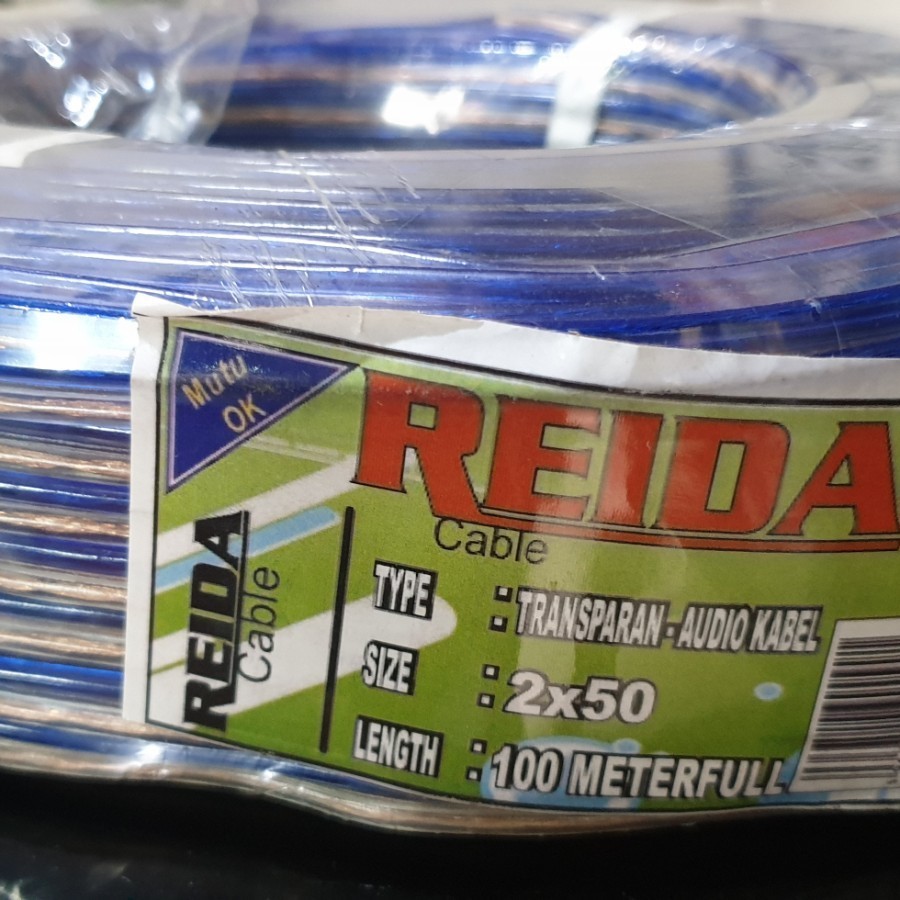 Mutu
OK
REIDA
Cable
REIDA
Cable
TYPE : TRANSPARAN - AUDIO KABEL
SIZE : 2x50
LENGTH : 100 METERFULL